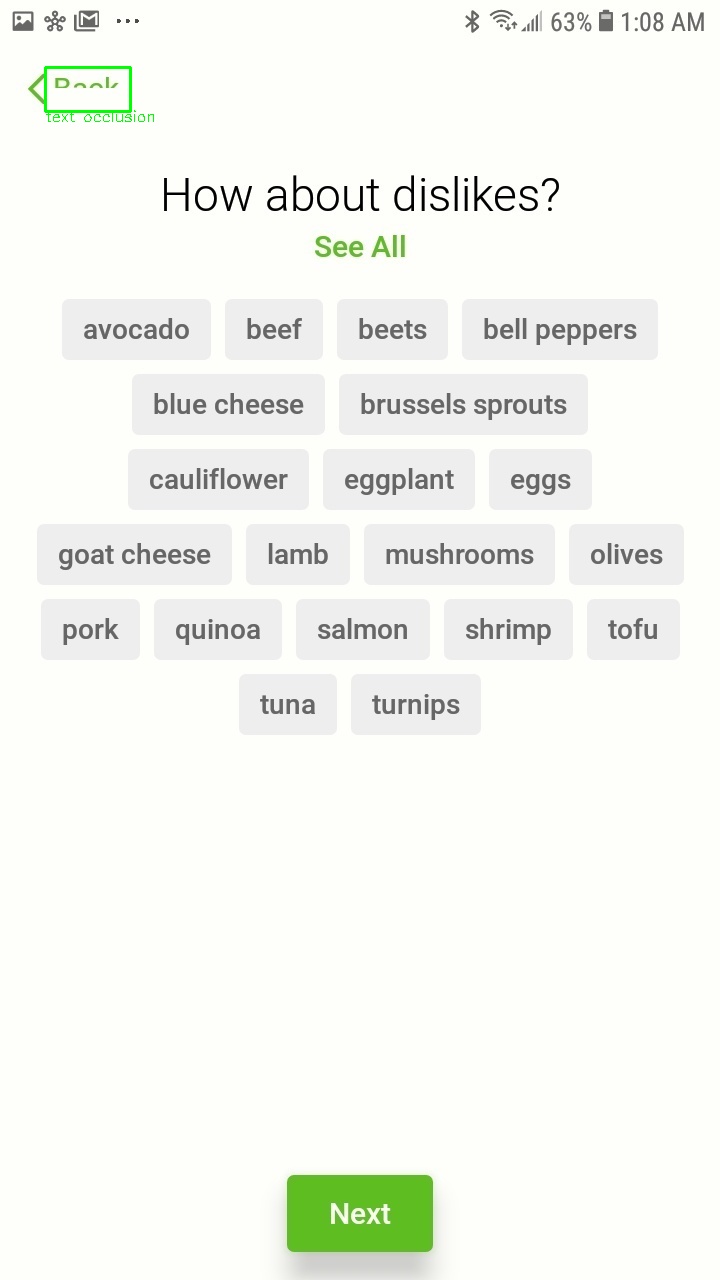 63% 1:08 AM
Back
text occlusion
How about dislikes?
See All
avocado beef beets bell peppers
blue cheese brussels sprouts
cauliflower eggplant eggs
goat cheese lamb mushrooms olives
pork quinoa salmon shrimp tofu
tuna turnips
Next